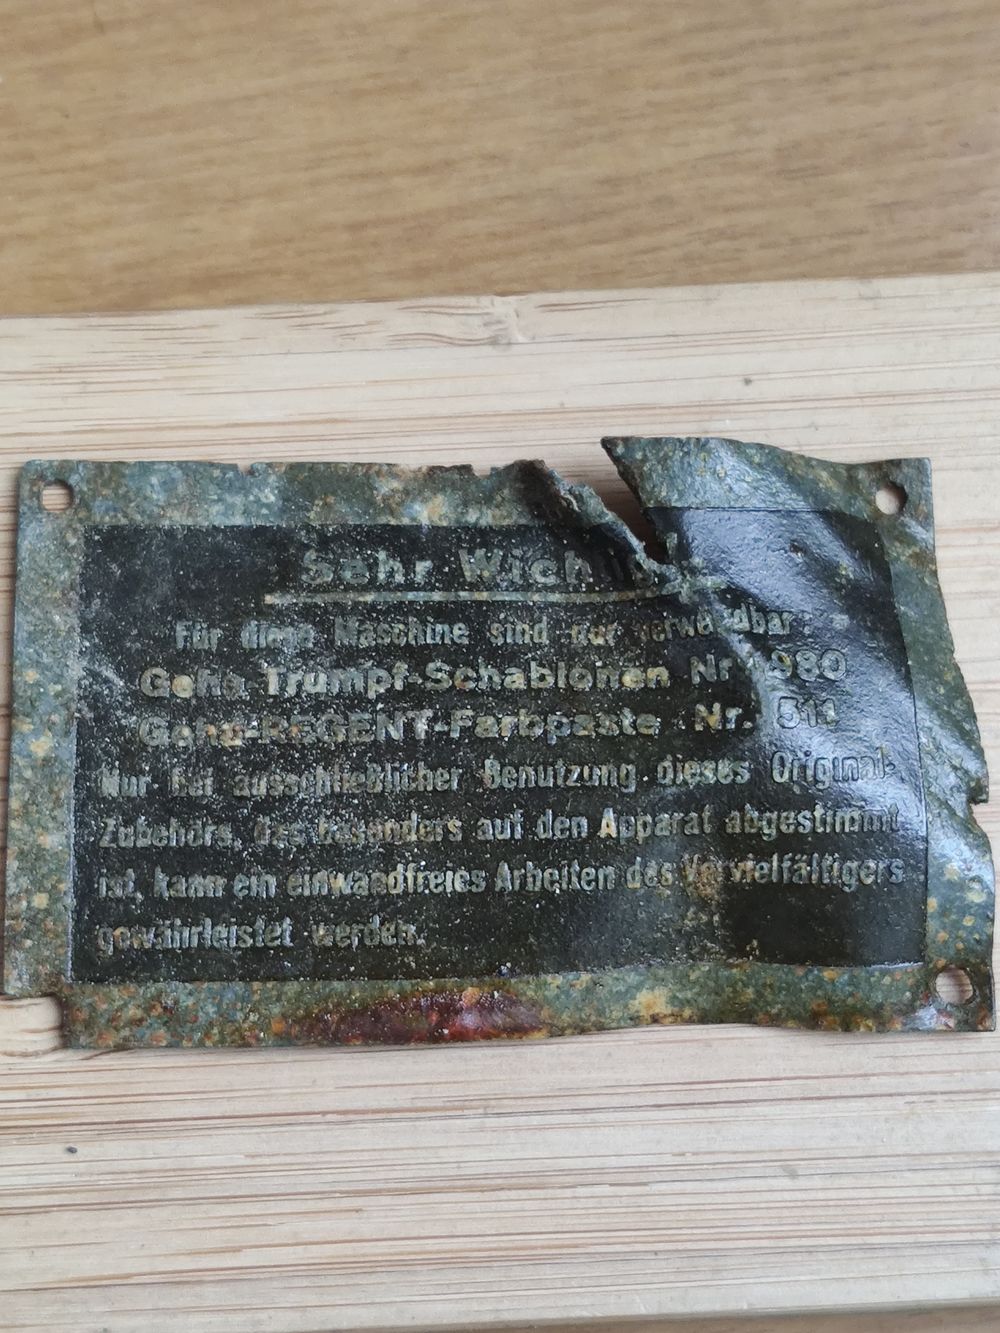 Sehr Wichtig!
Für diese Maschine sind nur verwendbar:
Geha-Trumpf-Schablonen Nr. 980
Geha-REGENT-Farbpaste Nr. 511
Nur bei ausschließlicher Benutzung dieses Original-
Zubehörs, das besonders auf den Apparat abgestimmt
ist, kann ein einwandfreies Arbeiten des Vervielfältigers
gewährleistet werden.